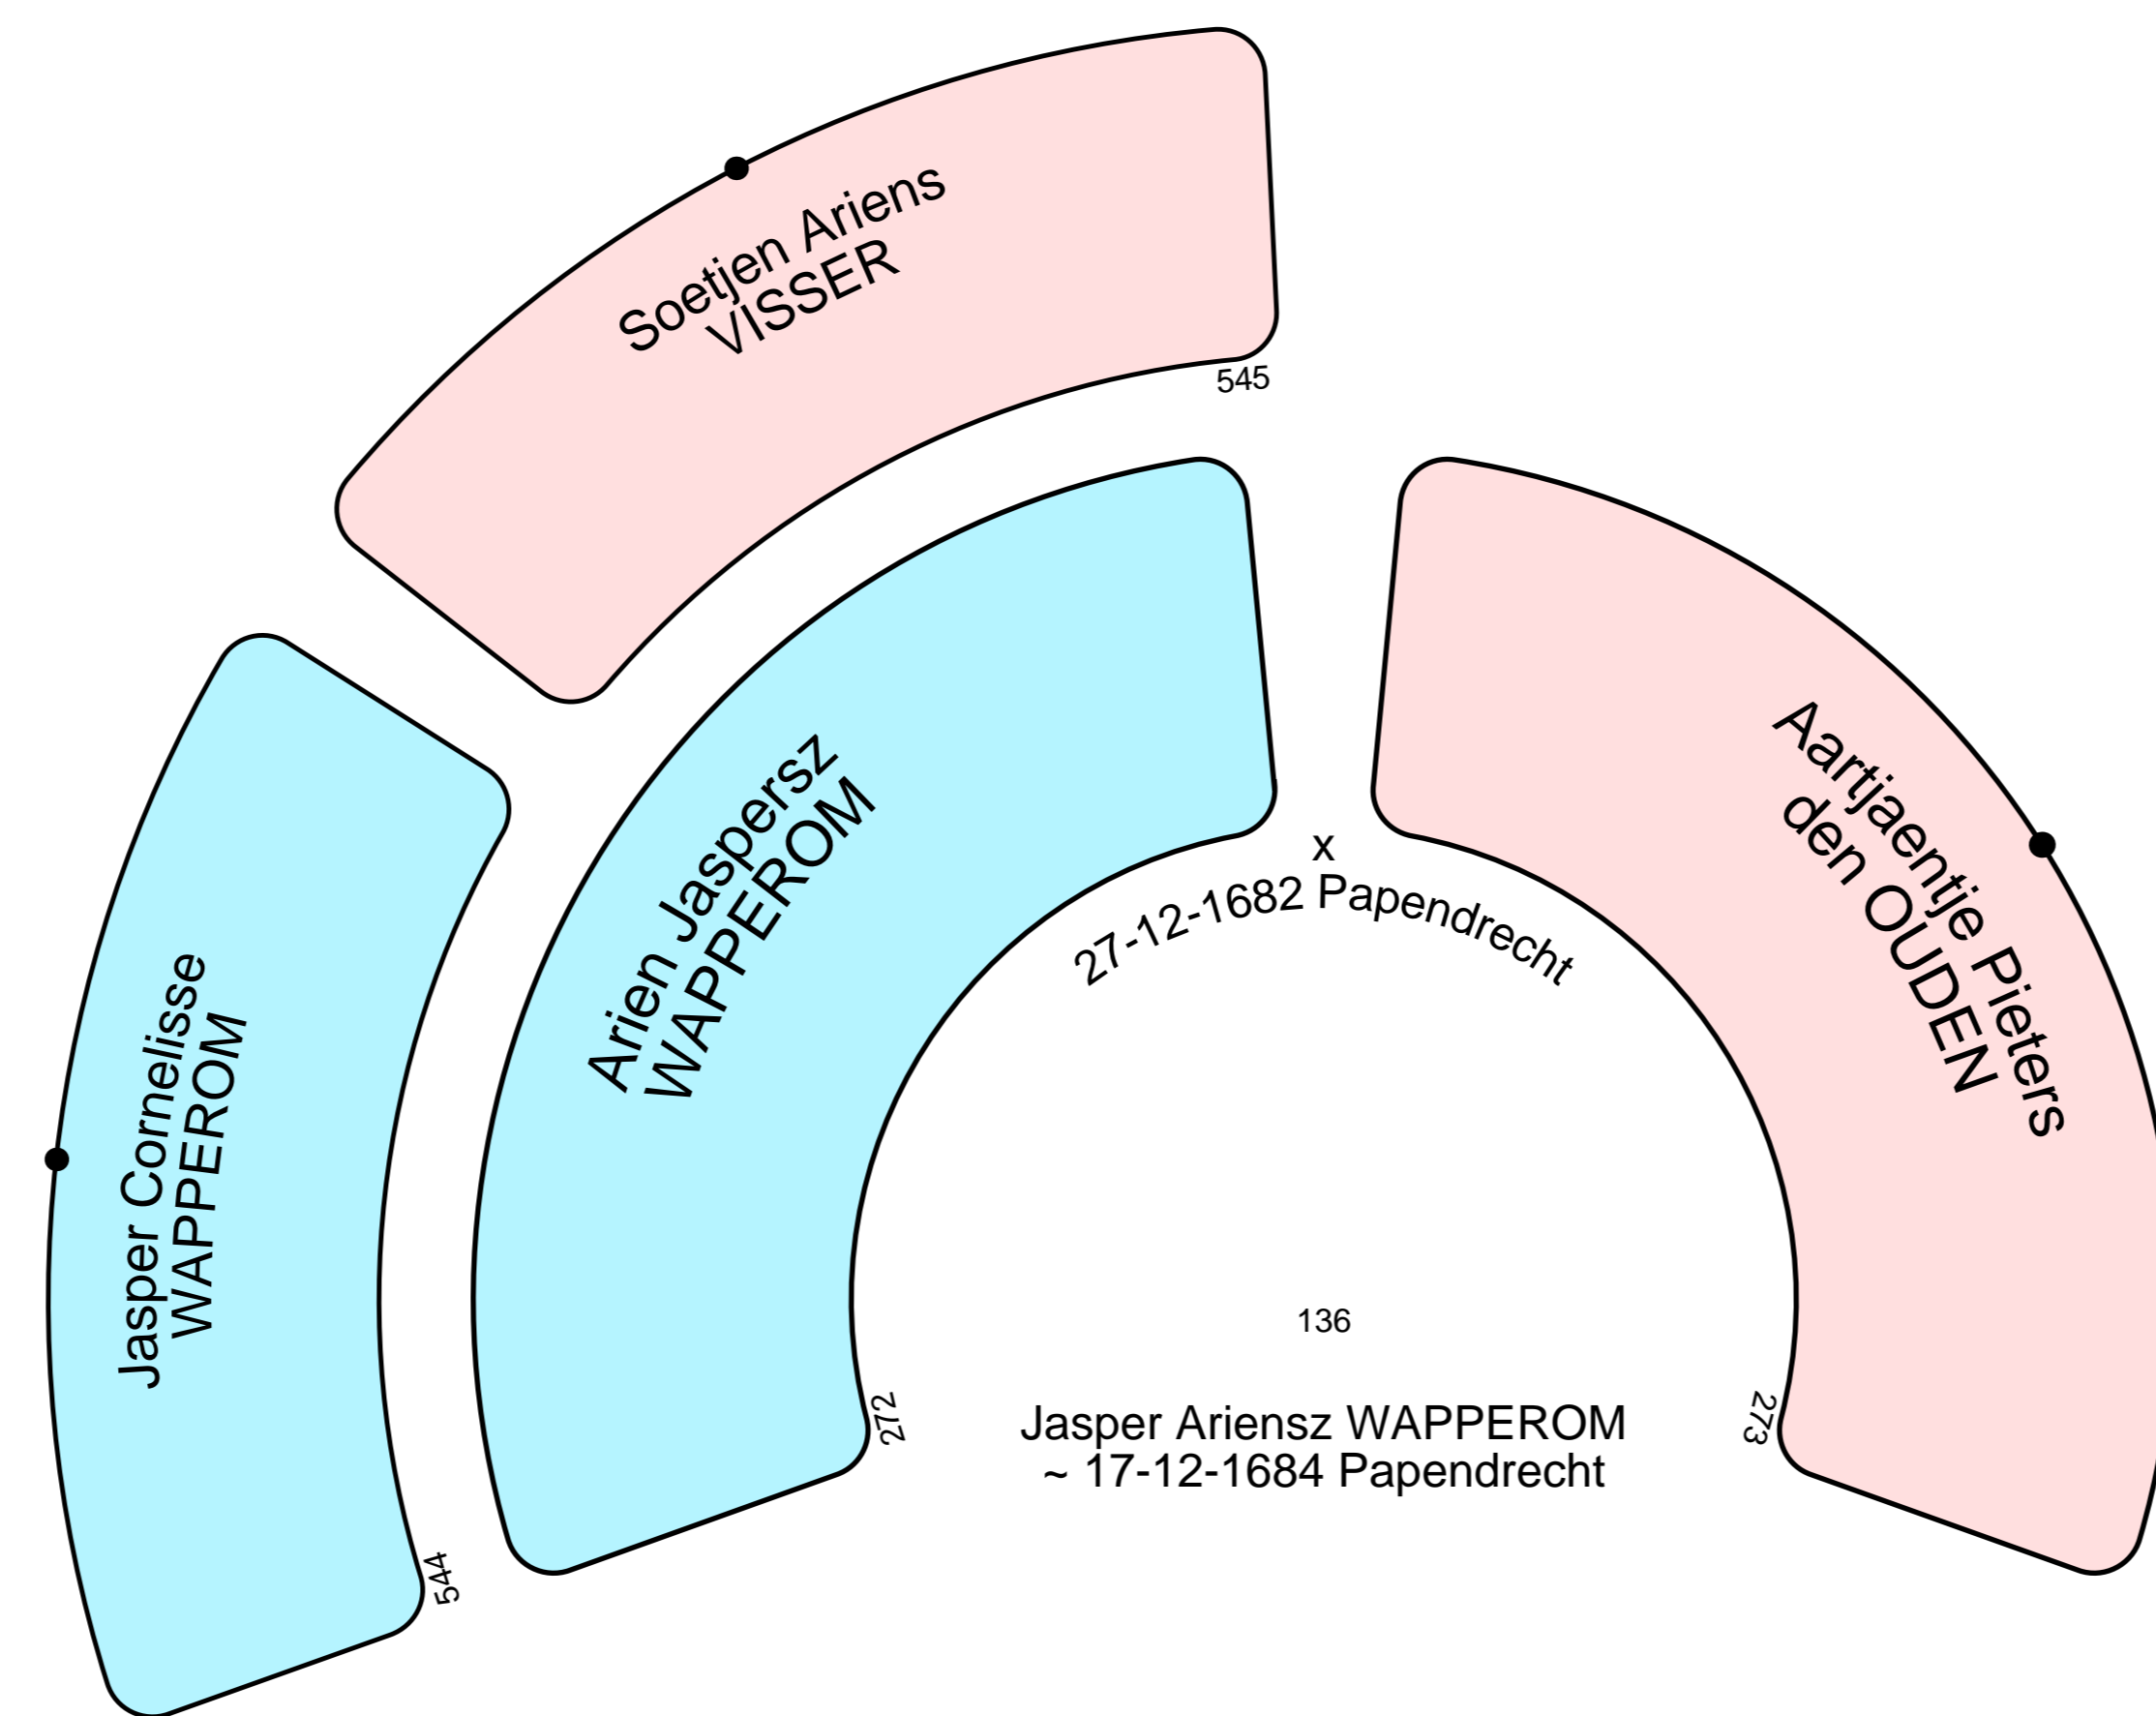 Soetjen Ariens
VISSER
545
Jasper Cornelisse
WAPPEROM
544
Arien Jaspersz
WAPPEROM
272
Aartjaentje Pieters
den OUDEN
273
x
27-12-1682 Papendrecht
136
Jasper Ariensz WAPPEROM
~ 17-12-1684 Papendrecht